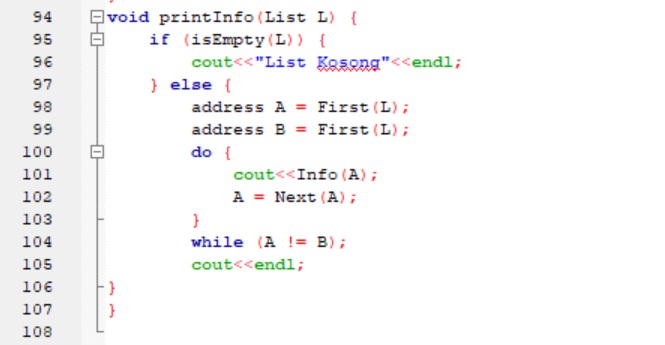 94 void printInfo(List L) {
95     if (isEmpty(L)) {
96         cout<<"List Kosong"<<endl;
97     } else {
98         address A = First(L);
99         address B = First(L);
100         do {
101             cout<<Info(A);
102             A = Next(A);
103         }
104         while (A != B);
105         cout<<endl;
106 }
107 }
108